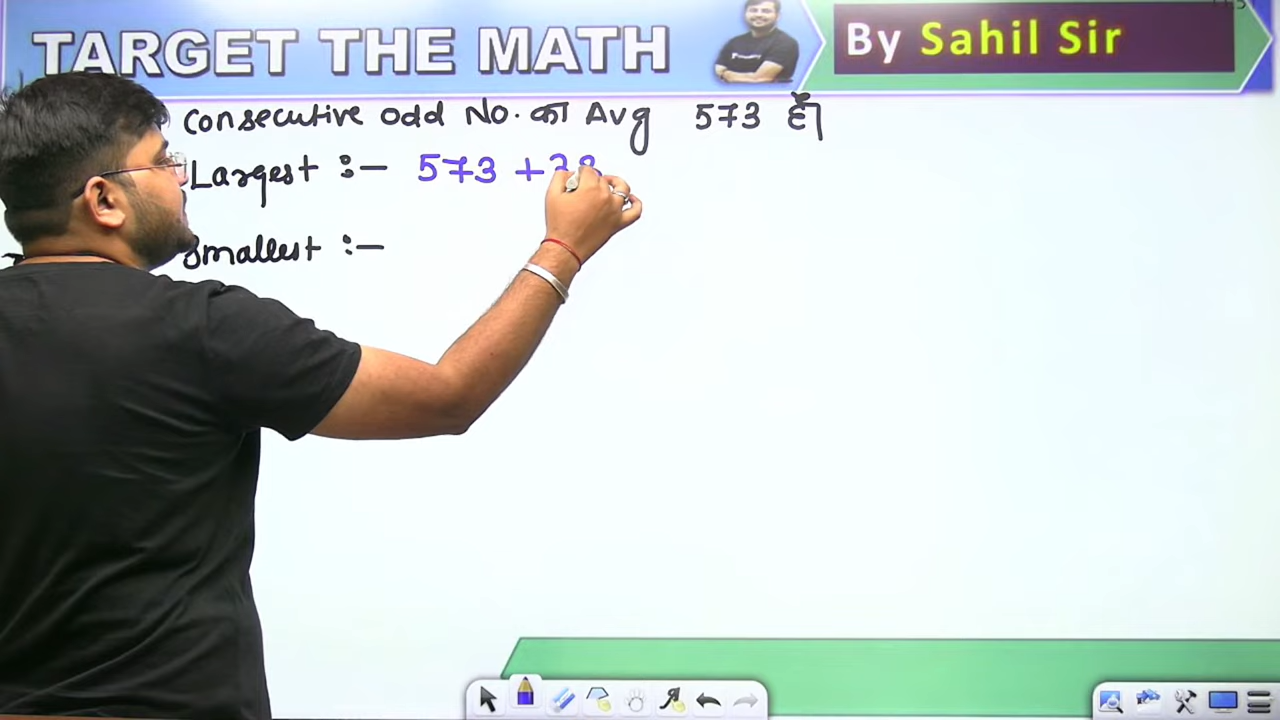 TARGET THE MATH
By Sahil Sir
Consecutive odd No. का Avg 573 है।
Largest :- 573 +
Smallest :-